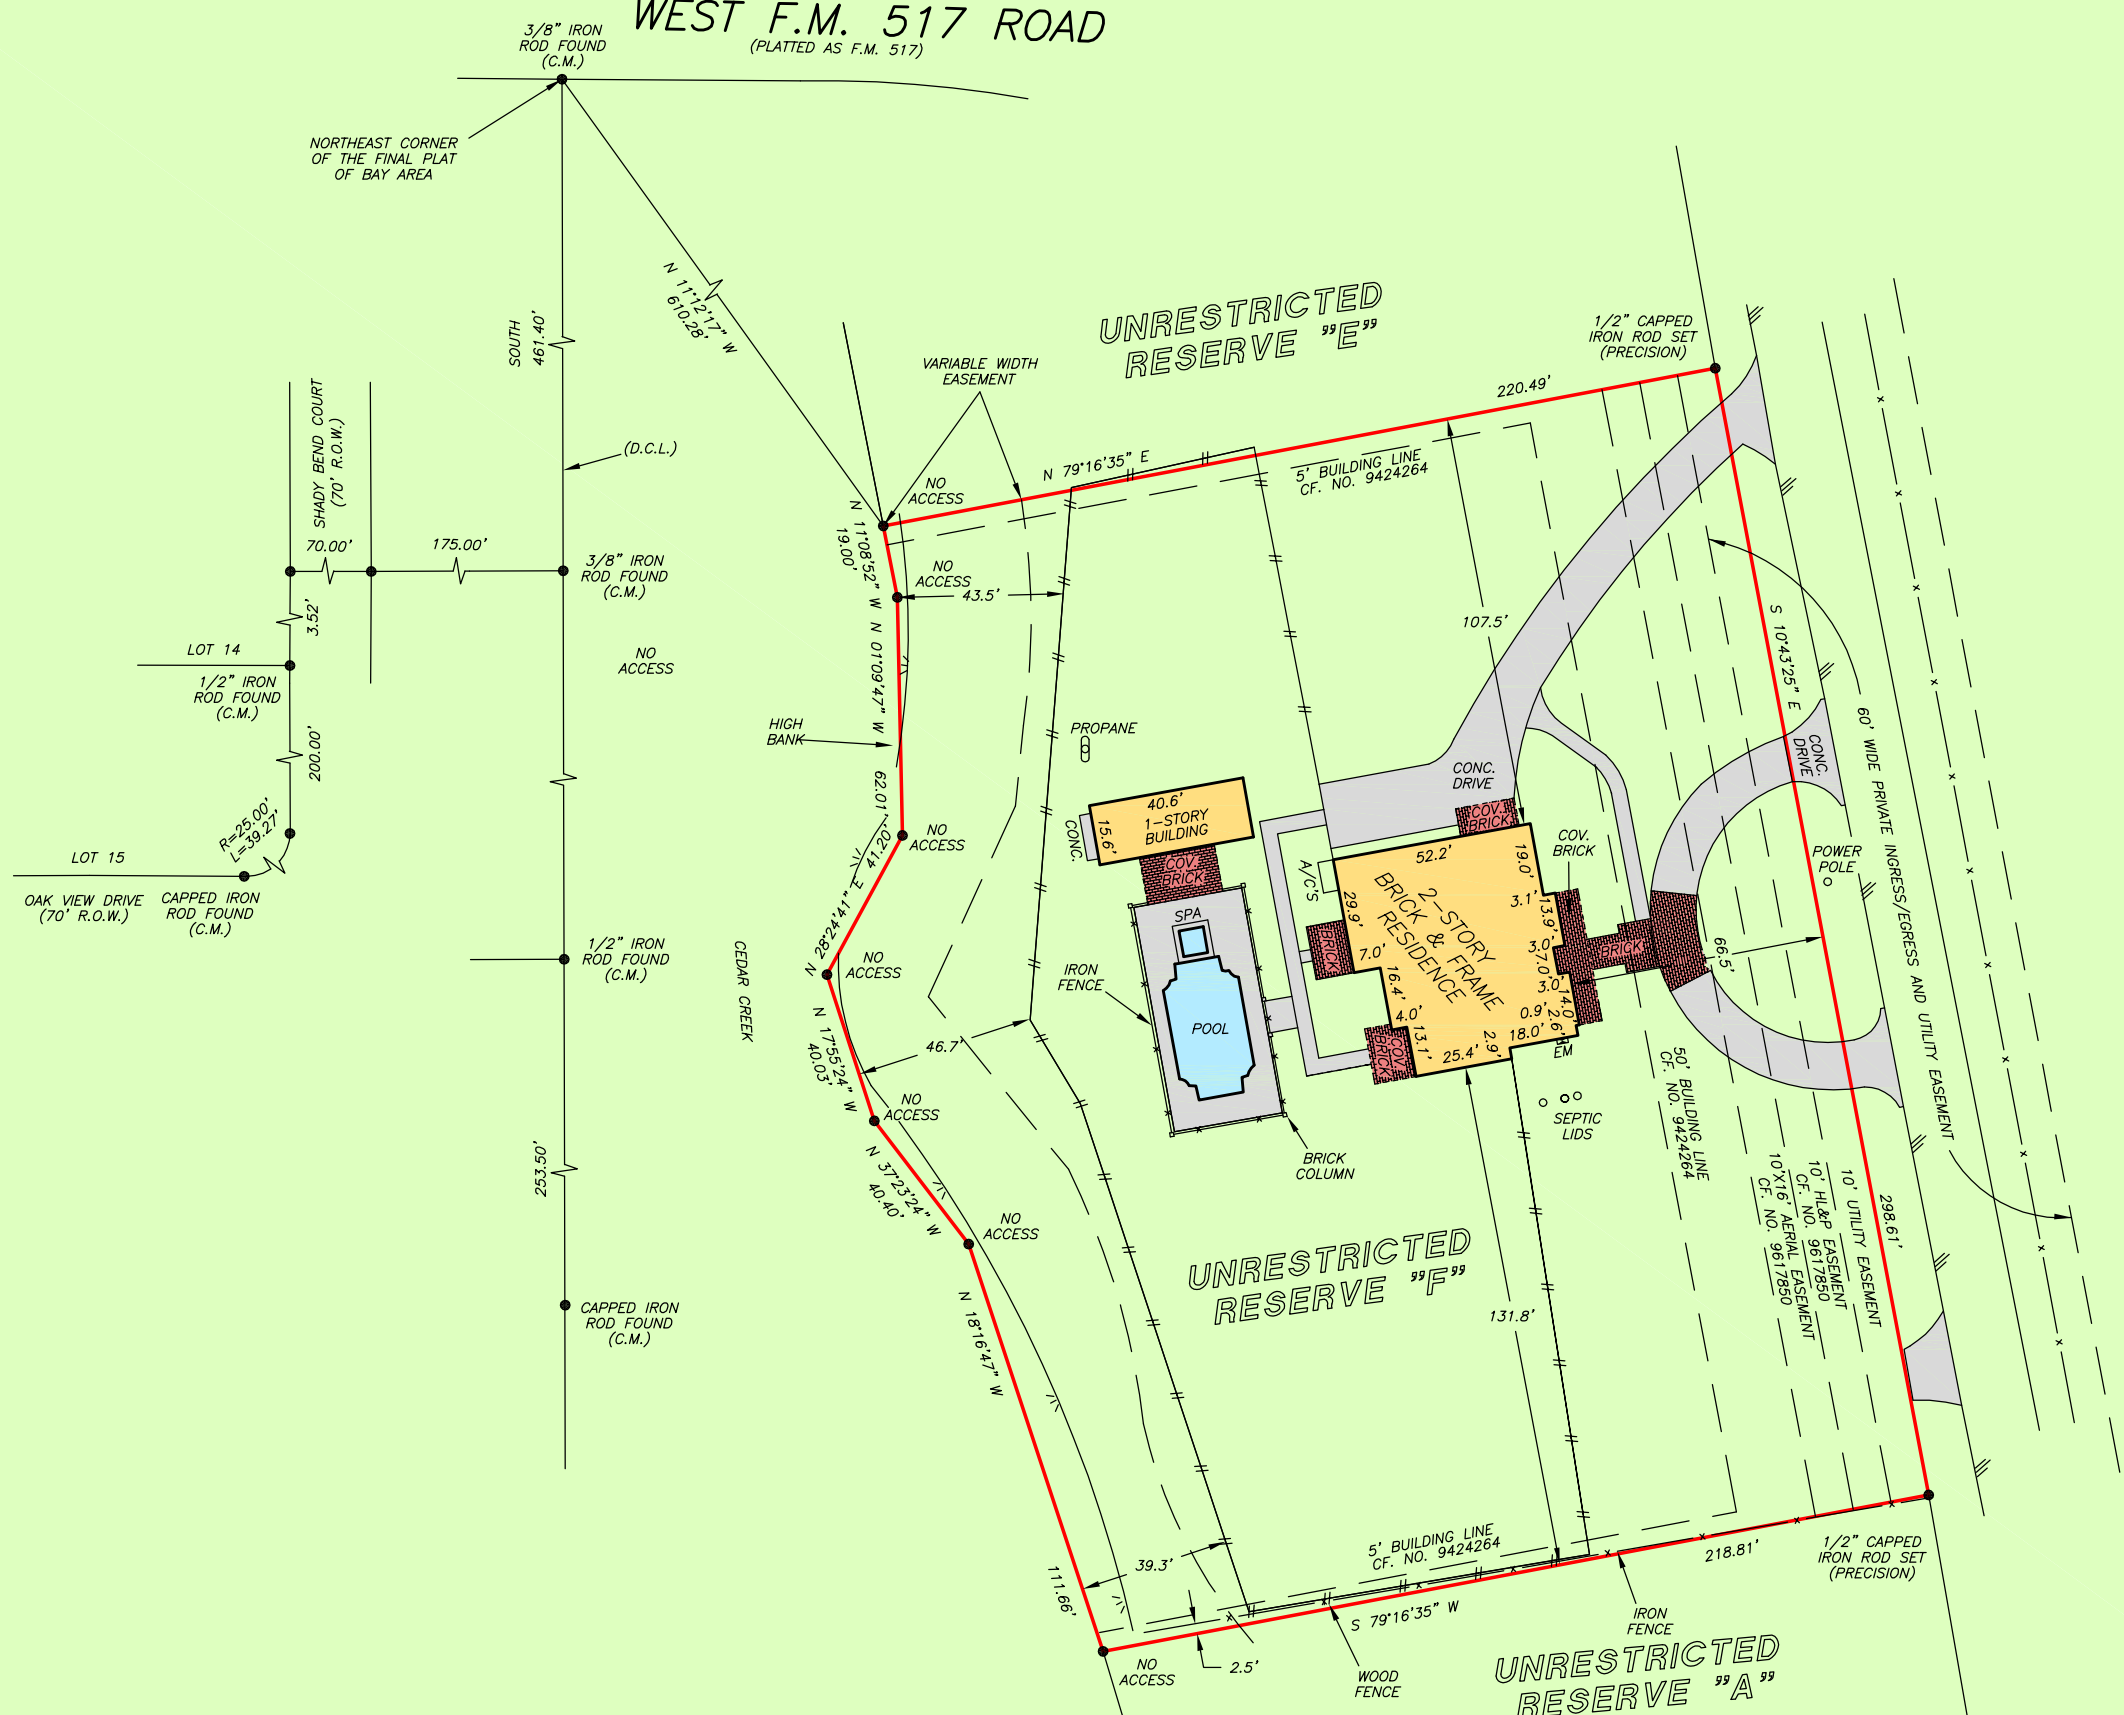 WEST F.M. 517 ROAD
(PLATTED AS F.M. 517)
3/8" IRON
ROD FOUND
(C.M.)
NORTHEAST CORNER
OF THE FINAL PLAT
OF BAY AREA
N 11°12'17" W
610.28'
SOUTH
461.40'
(D.C.L.)
SHADY BEND COURT
(70' R.O.W.)
70.00'
175.00'
3/8" IRON
ROD FOUND
(C.M.)
3.52'
LOT 14
1/2" IRON
ROD FOUND
(C.M.)
200.00'
R=25.00'
L=39.27'
LOT 15
OAK VIEW DRIVE
(70' R.O.W.)
CAPPED IRON
ROD FOUND
(C.M.)
NO
ACCESS
1/2" IRON
ROD FOUND
(C.M.)
253.50'
CAPPED IRON
ROD FOUND
(C.M.)
HIGH
BANK
CEDAR CREEK
VARIABLE WIDTH
EASEMENT
UNRESTRICTED
RESERVE "E"
1/2" CAPPED
IRON ROD SET
(PRECISION)
220.49'
N 79°16'35" E
5' BUILDING LINE
CF. NO. 9424264
NO
ACCESS
N 11°08'52" W
19.00'
NO
ACCESS
43.5'
N 01°09'47" W
62.01'
NO
ACCESS
N 28°24'41" E
41.20'
NO
ACCESS
N 17°55'24" W
40.03'
46.7'
NO
ACCESS
N 37°23'24" W
40.40'
NO
ACCESS
N 18°16'47" W
111.66'
39.3'
NO
ACCESS
2.5'
PROPANE
40.6'
1-STORY
BUILDING
15.6'
CONC.
COV.
BRICK
SPA
POOL
IRON
FENCE
BRICK
COLUMN
107.5'
CONC.
DRIVE
COV.
BRICK
COV.
BRICK
A/C'S
52.2'
19.0'
3.1'
13.9'
3.0'
7.0'
3.0'
14.0'
0.9'
2.6'
18.0'
2.9'
25.4'
13.1'
4.0'
16.4'
7.0'
29.9'
2-STORY
BRICK & FRAME
RESIDENCE
BRICK
COV.
BRICK
BRICK
EM
SEPTIC
LIDS
66.5'
CONC.
DRIVE
POWER
POLE
S 10°43'25" E
298.61'
60' WIDE PRIVATE INGRESS/EGRESS AND UTILITY EASEMENT
50' BUILDING LINE
CF. NO. 9424264
10'X16' AERIAL EASEMENT
CF. NO. 9617850
10' HL&P EASEMENT
CF. NO. 9617850
10' UTILITY EASEMENT
UNRESTRICTED
RESERVE "F"
131.8'
5' BUILDING LINE
CF. NO. 9424264
S 79°16'35" W
218.81'
1/2" CAPPED
IRON ROD SET
(PRECISION)
WOOD
FENCE
IRON
FENCE
UNRESTRICTED
RESERVE "A"